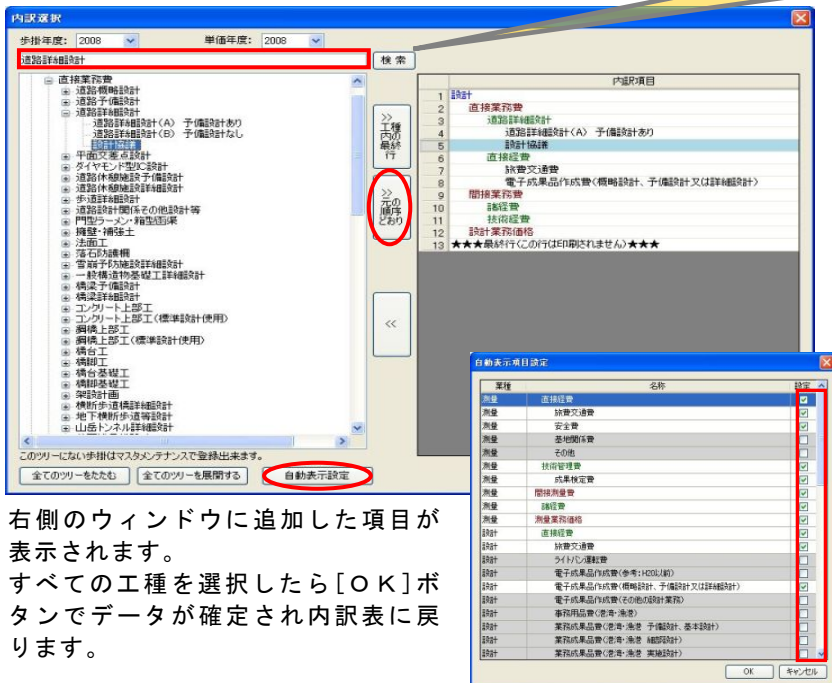 内訳選択
歩掛年度: 2008 単価年度: 2008
道路詳細設計 検 索
直接業務費
道路概略設計
道路予備設計
道路詳細設計
道路詳細設計(A) 予備設計あり
道路詳細設計(B) 予備設計なし
設計協議
平面交差点設計
ダイヤモンド型IC設計
道路休憩施設予備設計
道路休憩施設詳細設計
歩道詳細設計
道路設計関係その他設計等
門型ラーメン・箱型函渠
擁壁・補強土
法面工
落石防護柵
雪崩予防施設詳細設計
一般構造物基礎工詳細設計
橋梁予備設計
橋梁詳細設計
コンクリート上部工
コンクリート上部工(標準設計使用)
鋼橋上部工
鋼橋上部工(標準設計使用)
橋台工
橋脚工
橋台基礎工
橋脚基礎工
架設計画
横断歩道橋詳細設計
地下横断歩道等設計
山岳トンネル詳細設計
このツリーにない歩掛はマスタメンテナンスで登録出来ます。
全てのツリーをたたむ 全てのツリーを展開する 自動表示設定
>>
工種
内の
最終
行
>>
元の
順序
どおり
<<
内訳項目
1 設計
2 直接業務費
3 道路詳細設計
4 道路詳細設計(A) 予備設計あり
5 設計協議
6 直接経費
7 旅費交通費
8 電子成果品作成費(概略設計、予備設計又は詳細設計)
9 間接業務費
10 諸経費
11 技術経費
12 設計業務価格
13 ★★★最終行(この行は印刷されません)★★★
自動表示項目設定
業種 名称 設定
測量 直接経費
測量 旅費交通費
測量 安全費
測量 基地関係費
測量 その他
測量 技術管理費
測量 成果検定費
測量 間接測量費
測量 諸経費
測量 測量業務価格
設計 直接経費
設計 旅費交通費
設計 ライトバン運転費
設計 電子成果品作成費(参考:H20以前)
設計 電子成果品作成費(概略設計、予備設計又は詳細設計)
設計 電子成果品作成費(その他の設計業務)
設計 事務用品費(港湾・漁港)
設計 業務成果品費(港湾・漁港 予備設計、基本設計)
設計 業務成果品費(港湾・漁港 細部設計)
設計 業務成果品費(港湾・漁港 実施設計)
OK キャンセル
右側のウィンドウに追加した項目が
表示されます。
すべての工種を選択したら[ＯＫ]ボ
タンでデータが確定され内訳表に戻
ります。